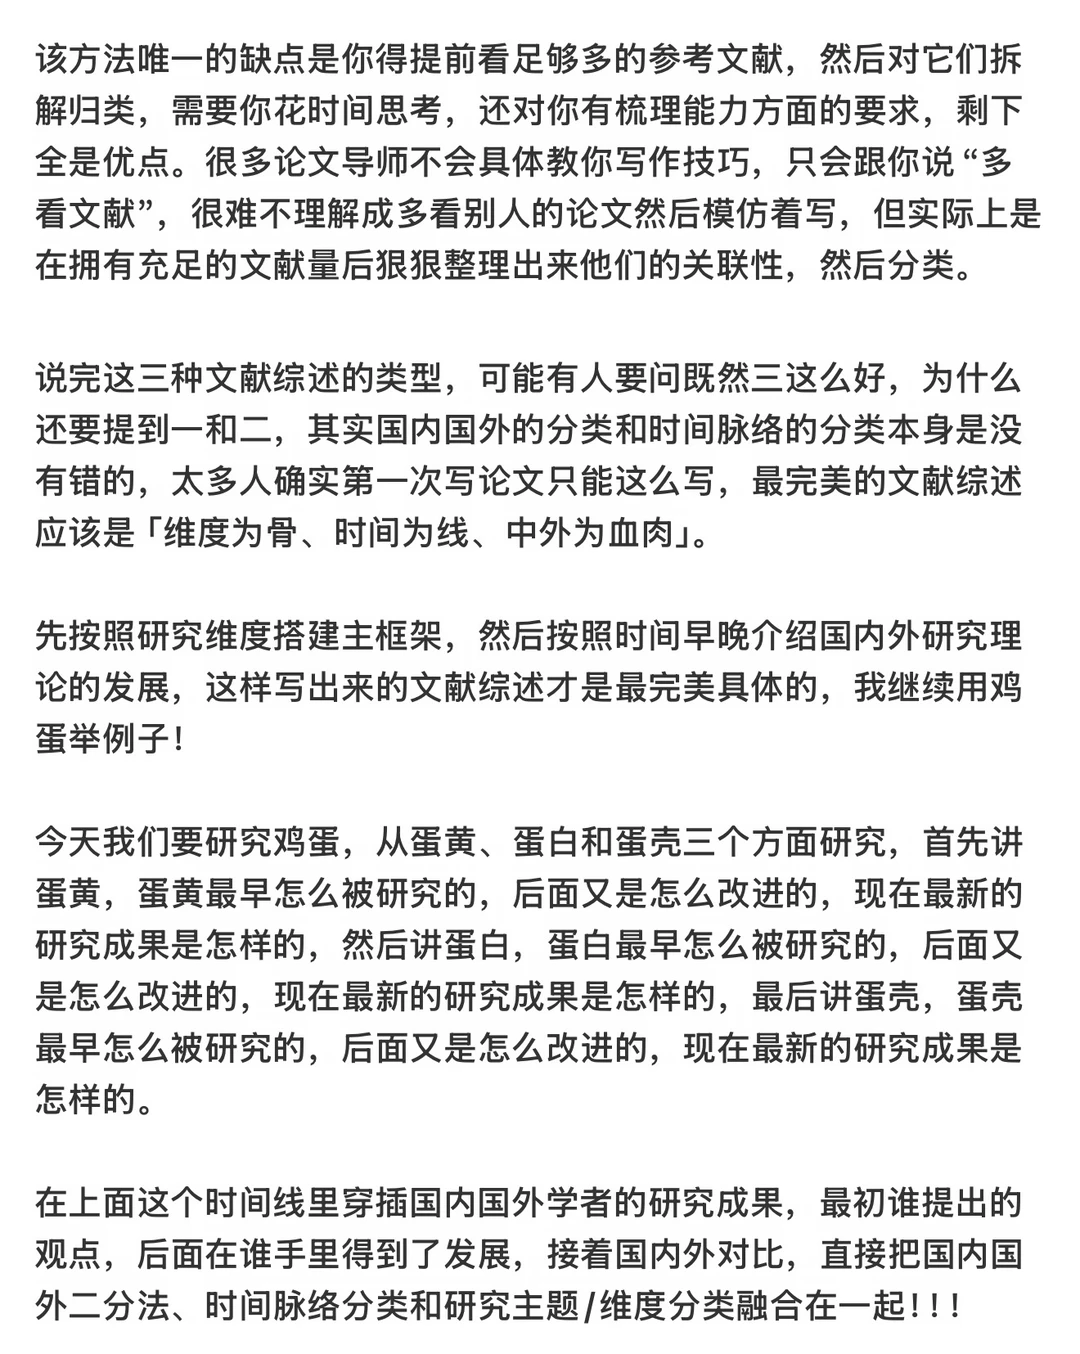 该方法唯一的缺点是你得提前看足够多的参考文献，然后对它们拆
解归类，需要你花时间思考，还对你有梳理能力方面的要求，剩下
全是优点。很多论文导师不会具体教你写作技巧，只会跟你说“多
看文献”，很难不理解成多看别人的论文然后模仿着写，但实际上是
在拥有充足的文献量后狠狠整理出来他们的关联性，然后分类。
说完这三种文献综述的类型，可能有人要问既然三这么好，为什么
还要提到一和二，其实国内国外的分类和时间脉络的分类本身是没
有错的，太多人确实第一次写论文只能这么写，最完美的文献综述
应该是「维度为骨、时间为线、中外为血肉」。
先按照研究维度搭建主框架，然后按照时间早晚介绍国内外研究理
论的发展，这样写出来的文献综述才是最完美具体的，我继续用鸡
蛋举例子！
今天我们要研究鸡蛋，从蛋黄、蛋白和蛋壳三个方面研究，首先讲
蛋黄，蛋黄最早怎么被研究的，后面又是怎么改进的，现在最新的
研究成果是怎样的，然后讲蛋白，蛋白最早怎么被研究的，后面又
是怎么改进的，现在最新的研究成果是怎样的，最后讲蛋壳，蛋壳
最早怎么被研究的，后面又是怎么改进的，现在最新的研究成果是
怎样的。
在上面这个时间线里穿插国内国外学者的研究成果，最初谁提出的
观点，后面在谁手里得到了发展，接着国内外对比，直接把国内国
外二分法、时间脉络分类和研究主题/维度分类融合在一起！！！